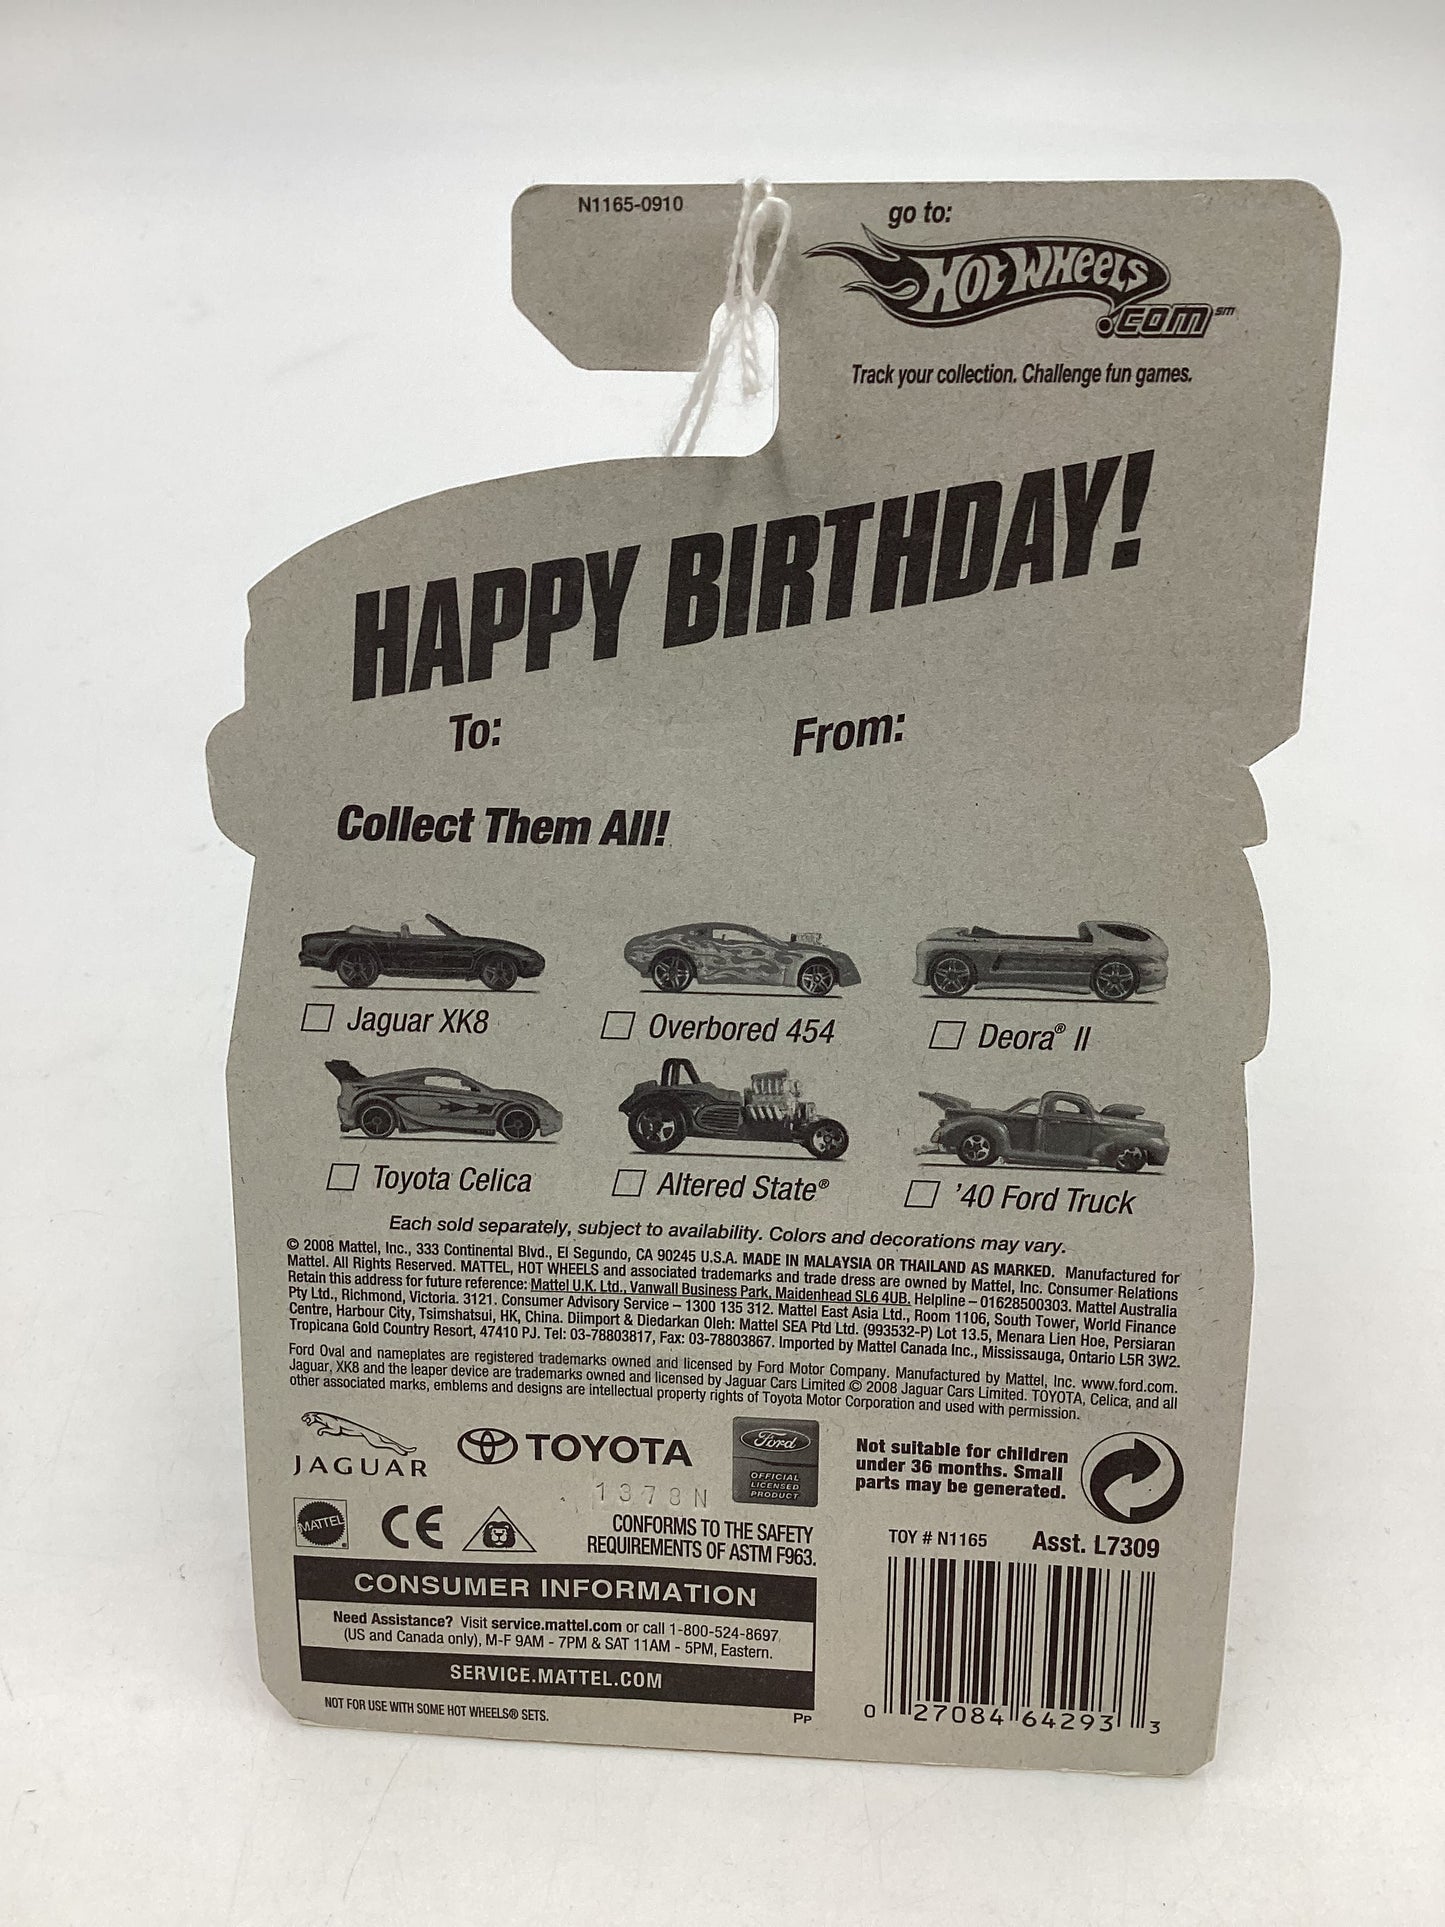 N1165-0910
go to:
HOT WHEELS
.COM℠
Track your collection. Challenge fun games.
HAPPY BIRTHDAY!
To: From:
Collect Them All!
Jaguar XK8 Overbored 454 Deora® II
Toyota Celica Altered State® '40 Ford Truck
Each sold separately, subject to availability. Colors and decorations may vary.
© 2008 Mattel, Inc., 333 Continental Blvd., El Segundo, CA 90245 U.S.A. MADE IN MALAYSIA OR THAILAND AS MARKED. Manufactured for
Mattel. All Rights Reserved. MATTEL, HOT WHEELS and associated trademarks and trade dress are owned by Mattel, Inc. Consumer Relations
Retain this address for future reference: Mattel U.K. Ltd., Vanwall Business Park, Maidenhead SL6 4UB. Helpline – 01628500303. Mattel Australia
Pty Ltd., Richmond, Victoria. 3121. Consumer Advisory Service – 1300 135 312. Mattel East Asia Ltd., Room 1106, South Tower, World Finance
Centre, Harbour City, Tsimshatsui, HK, China. Diimport & Diedarkan Oleh: Mattel SEA Ptd Ltd. (993532-P) Lot 13.5, Menara Lien Hoe, Persiaran
Tropicana Gold Country Resort, 47410 PJ. Tel: 03-78803817, Fax: 03-78803867. Imported by Mattel Canada Inc., Mississauga, Ontario L5R 3W2.
Ford Oval and nameplates are registered trademarks owned and licensed by Ford Motor Company. Manufactured by Mattel, Inc. www.ford.com.
Jaguar, XK8 and the leaper device are trademarks owned and licensed by Jaguar Cars Limited © 2008 Jaguar Cars Limited. TOYOTA, Celica, and all
other associated marks, emblems and designs are intellectual property rights of Toyota Motor Corporation and used with permission.
JAGUAR
TOYOTA
Ford
OFFICIAL
LICENSED
PRODUCT
Not suitable for children
under 36 months. Small
parts may be generated.
1373N
MATTEL
CE
CONFORMS TO THE SAFETY
REQUIREMENTS OF ASTM F963.
TOY # N1165 Asst. L7309
CONSUMER INFORMATION
Need Assistance? Visit service.mattel.com or call 1-800-524-8697
(US and Canada only), M-F 9AM - 7PM & SAT 11AM - 5PM, Eastern.
SERVICE.MATTEL.COM
NOT FOR USE WITH SOME HOT WHEELS® SETS.
PP
0 27084 64293 3